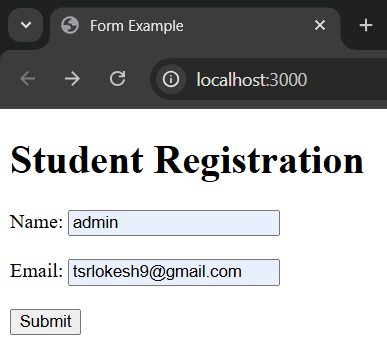 Form Example
localhost:3000
Student Registration
Name: admin
Email: tsrlokesh9@gmail.com
Submit